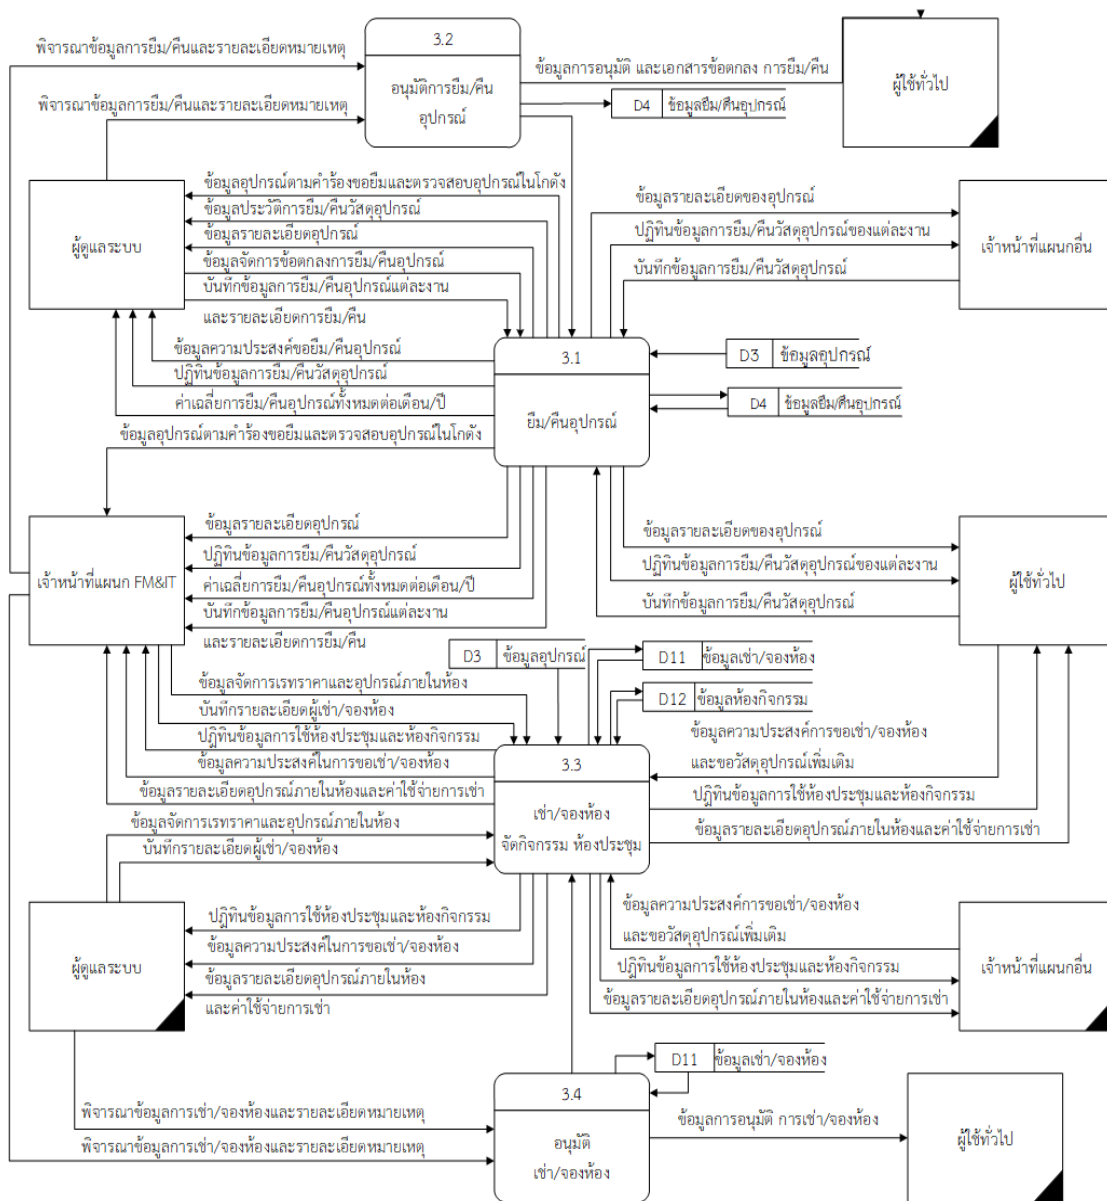 3.2
พิจารณาข้อมูลการยืม/คืนและรายละเอียดหมายเหตุ
ข้อมูลการอนุมัติ และเอกสารข้อตกลง การยืม/คืน
ผู้ใช้ทั่วไป
อนุมัติการยืม/คืน
อุปกรณ์
พิจารณาข้อมูลการยืม/คืนและรายละเอียดหมายเหตุ
D4 ข้อมูลยืม/คืนอุปกรณ์
ข้อมูลอุปกรณ์ตามคำร้องขอยืมและตรวจสอบอุปกรณ์ในโกดัง
ข้อมูลประวัติการยืม/คืนวัสดุอุปกรณ์
ข้อมูลรายละเอียดอุปกรณ์
ข้อมูลจัดการข้อตกลงการยืม/คืนอุปกรณ์
บันทึกข้อมูลการยืม/คืนอุปกรณ์แต่ละงาน
และรายละเอียดการยืม/คืน
ผู้ดูแลระบบ
ข้อมูลรายละเอียดของอุปกรณ์
ปฏิทินข้อมูลการยืม/คืนวัสดุอุปกรณ์ของแต่ละงาน
บันทึกข้อมูลการยืม/คืนวัสดุอุปกรณ์
เจ้าหน้าที่แผนกอื่น
ข้อมูลความประสงค์ขอยืม/คืนอุปกรณ์
ปฏิทินข้อมูลการยืม/คืนวัสดุอุปกรณ์
ค่าเฉลี่ยการยืม/คืนอุปกรณ์ทั้งหมดต่อเดือน/ปี
ข้อมูลอุปกรณ์ตามคำร้องขอยืมและตรวจสอบอุปกรณ์ในโกดัง
3.1
ยืม/คืนอุปกรณ์
D3 ข้อมูลอุปกรณ์
D4 ข้อมูลยืม/คืนอุปกรณ์
เจ้าหน้าที่แผนก FM&IT
ข้อมูลรายละเอียดอุปกรณ์
ปฏิทินข้อมูลการยืม/คืนวัสดุอุปกรณ์
ค่าเฉลี่ยการยืม/คืนอุปกรณ์ทั้งหมดต่อเดือน/ปี
บันทึกข้อมูลการยืม/คืนอุปกรณ์แต่ละงาน
และรายละเอียดการยืม/คืน
ข้อมูลรายละเอียดของอุปกรณ์
ปฏิทินข้อมูลการยืม/คืนวัสดุอุปกรณ์ของแต่ละงาน
บันทึกข้อมูลการยืม/คืนวัสดุอุปกรณ์
ผู้ใช้ทั่วไป
D3 ข้อมูลอุปกรณ์
D11 ข้อมูลเช่า/จองห้อง
D12 ข้อมูลห้องกิจกรรม
ข้อมูลจัดการเรทราคาและอุปกรณ์ภายในห้อง
บันทึกรายละเอียดผู้เช่า/จองห้อง
ปฎิทินข้อมูลการใช้ห้องประชุมและห้องกิจกรรม
ข้อมูลความประสงค์ในการขอเช่า/จองห้อง
ข้อมูลรายละเอียดอุปกรณ์ภายในห้องและค่าใช้จ่ายการเช่า
ข้อมูลจัดการเรทราคาและอุปกรณ์ภายในห้อง
บันทึกรายละเอียดผู้เช่า/จองห้อง
3.3
เช่า/จองห้อง
จัดกิจกรรม ห้องประชุม
ข้อมูลความประสงค์การขอเช่า/จองห้อง
และขอวัสดุอุปกรณ์เพิ่มเติม
ปฎิทินข้อมูลการใช้ห้องประชุมและห้องกิจกรรม
ข้อมูลรายละเอียดอุปกรณ์ภายในห้องและค่าใช้จ่ายการเช่า
ผู้ดูแลระบบ
ปฎิทินข้อมูลการใช้ห้องประชุมและห้องกิจกรรม
ข้อมูลความประสงค์ในการขอเช่า/จองห้อง
ข้อมูลรายละเอียดอุปกรณ์ภายในห้อง
และค่าใช้จ่ายการเช่า
ข้อมูลความประสงค์การขอเช่า/จองห้อง
และขอวัสดุอุปกรณ์เพิ่มเติม
ปฎิทินข้อมูลการใช้ห้องประชุมและห้องกิจกรรม
ข้อมูลรายละเอียดอุปกรณ์ภายในห้องและค่าใช้จ่ายการเช่า
เจ้าหน้าที่แผนกอื่น
D11 ข้อมูลเช่า/จองห้อง
3.4
อนุมัติ
เช่า/จองห้อง
พิจารณาข้อมูลการเช่า/จองห้องและรายละเอียดหมายเหตุ
พิจารณาข้อมูลการเช่า/จองห้องและรายละเอียดหมายเหตุ
ข้อมูลการอนุมัติ การเช่า/จองห้อง
ผู้ใช้ทั่วไป